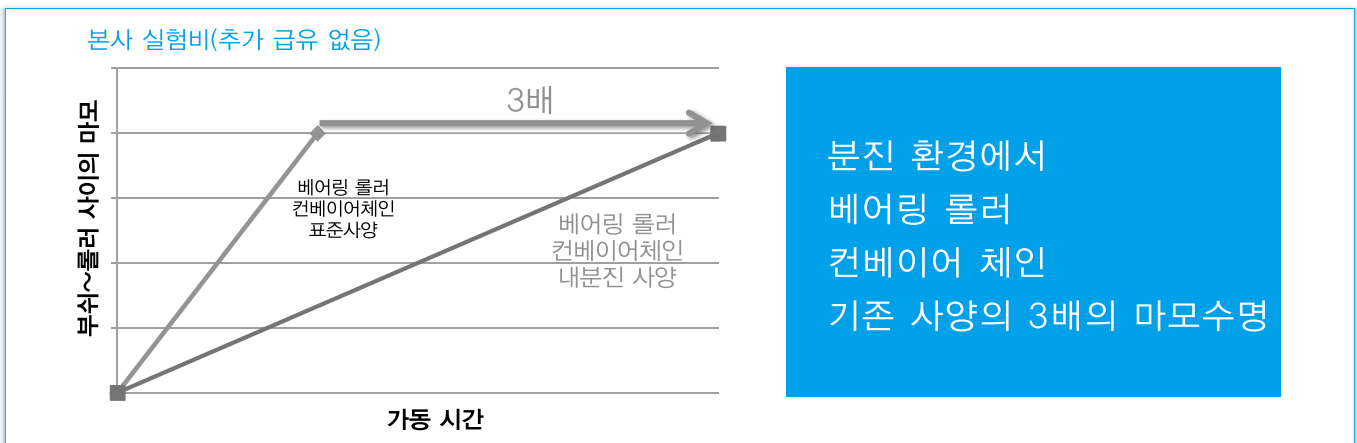 본사 실험비(추가 급유 없음)
부쉬~롤러 사이의 마모
3배
베어링 롤러
컨베이어체인
표준사양
베어링 롤러
컨베이어체인
내분진 사양
가동 시간
분진 환경에서
베어링 롤러
컨베이어 체인
기존 사양의 3배의 마모수명